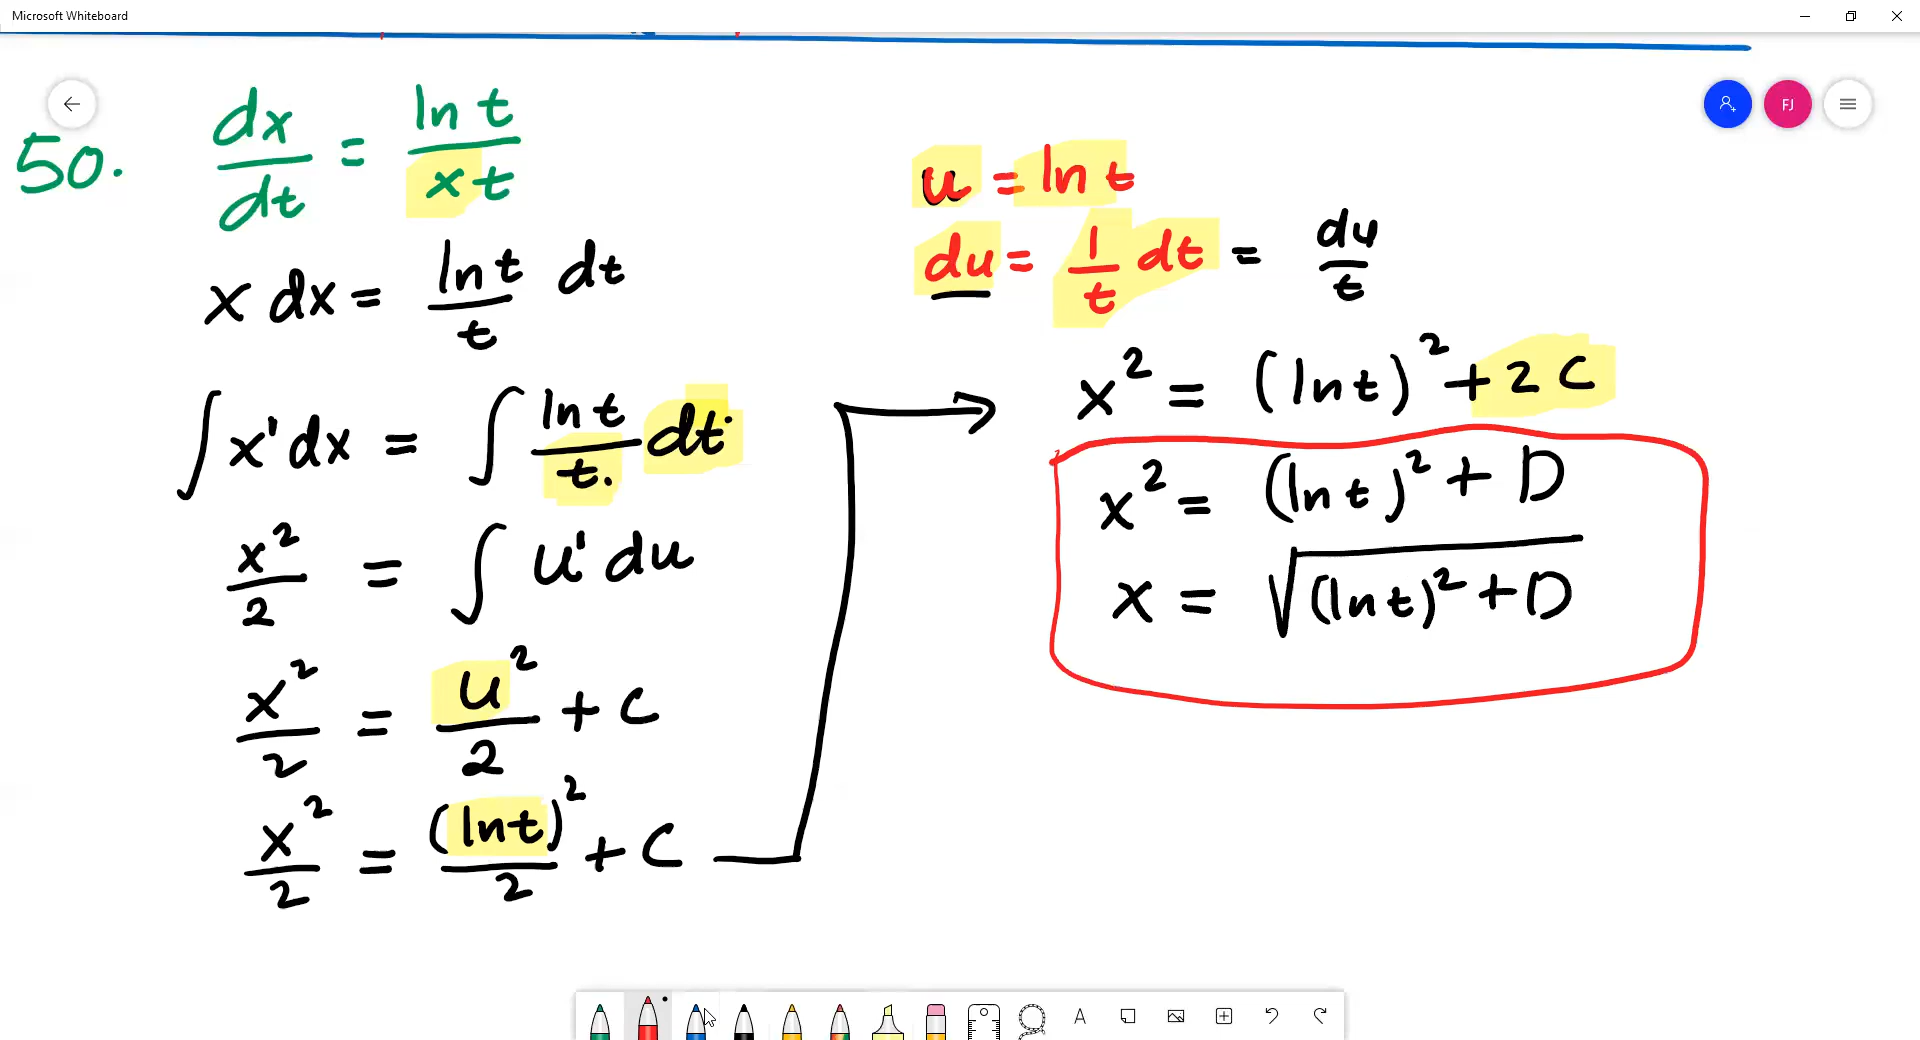 Microsoft Whiteboard
FJ
50. dx/dt = ln t/xt
x dx = ln t/t dt
∫ x' dx = ∫ ln t/t. dt
x²/2 = ∫ u' du
x²/2 = u²/2 + C
x²/2 = (ln t)²/2 + C
u = ln t
du = 1/t dt = du/t
x² = (ln t)² + 2C
x² = (ln t)² + D
x = √(ln t)² + D
A